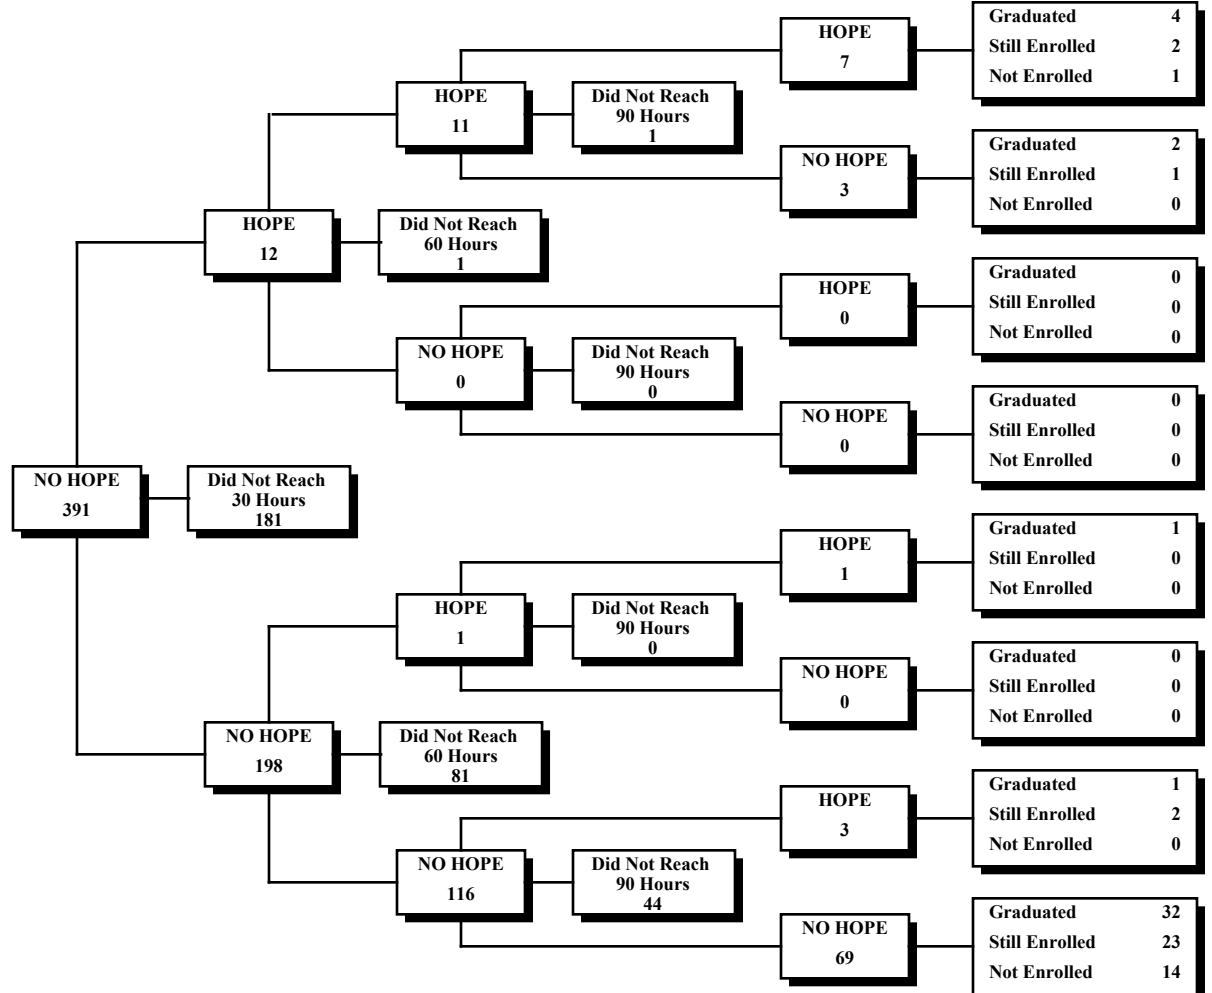 NO HOPE
391
Did Not Reach
30 Hours
181
HOPE
12
Did Not Reach
60 Hours
1
HOPE
11
Did Not Reach
90 Hours
1
HOPE
7
Graduated 4
Still Enrolled 2
Not Enrolled 1
NO HOPE
3
Graduated 2
Still Enrolled 1
Not Enrolled 0
NO HOPE
0
Did Not Reach
90 Hours
0
HOPE
0
Graduated 0
Still Enrolled 0
Not Enrolled 0
NO HOPE
0
Graduated 0
Still Enrolled 0
Not Enrolled 0
NO HOPE
198
Did Not Reach
60 Hours
81
HOPE
1
Did Not Reach
90 Hours
0
HOPE
1
Graduated 1
Still Enrolled 0
Not Enrolled 0
NO HOPE
0
Graduated 0
Still Enrolled 0
Not Enrolled 0
NO HOPE
116
Did Not Reach
90 Hours
44
HOPE
3
Graduated 1
Still Enrolled 2
Not Enrolled 0
NO HOPE
69
Graduated 32
Still Enrolled 23
Not Enrolled 14